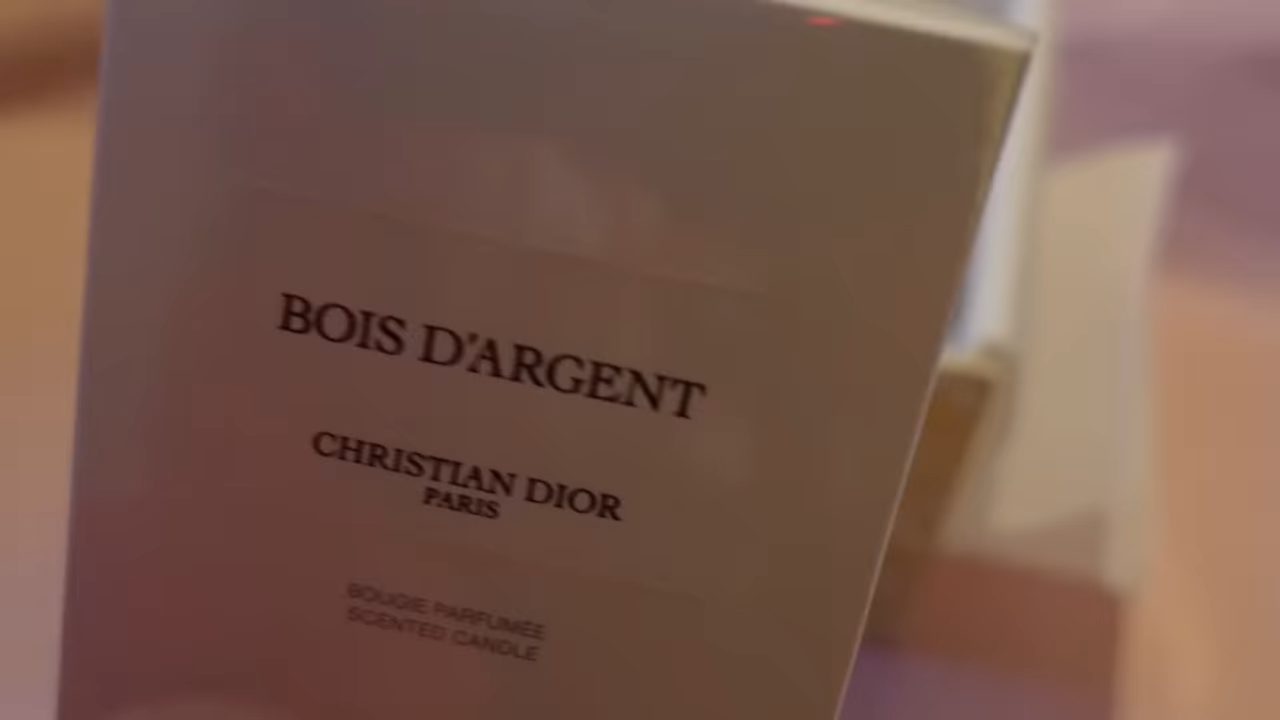 BOIS D'ARGENT
CHRISTIAN DIOR
PARIS
BOUGIE PARFUMÉE
SCENTED CANDLE